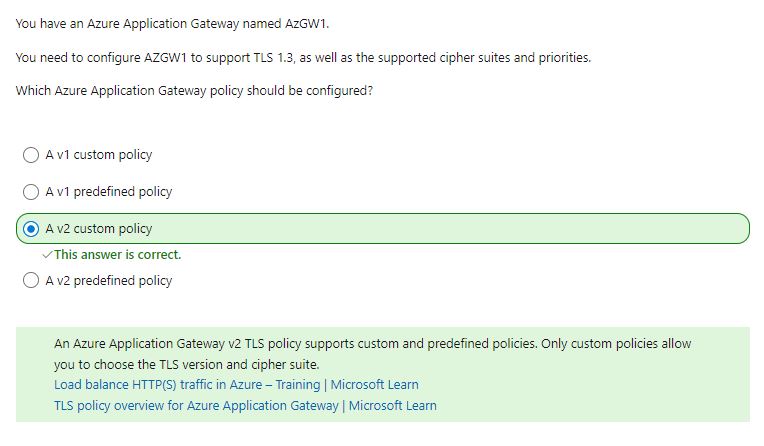 You have an Azure Application Gateway named AzGW1.
You need to configure AZGW1 to support TLS 1.3, as well as the supported cipher suites and priorities.
Which Azure Application Gateway policy should be configured?
A v1 custom policy
A v1 predefined policy
A v2 custom policy
This answer is correct.
A v2 predefined policy
An Azure Application Gateway v2 TLS policy supports custom and predefined policies. Only custom policies allow
you to choose the TLS version and cipher suite.
Load balance HTTP(S) traffic in Azure – Training | Microsoft Learn
TLS policy overview for Azure Application Gateway | Microsoft Learn